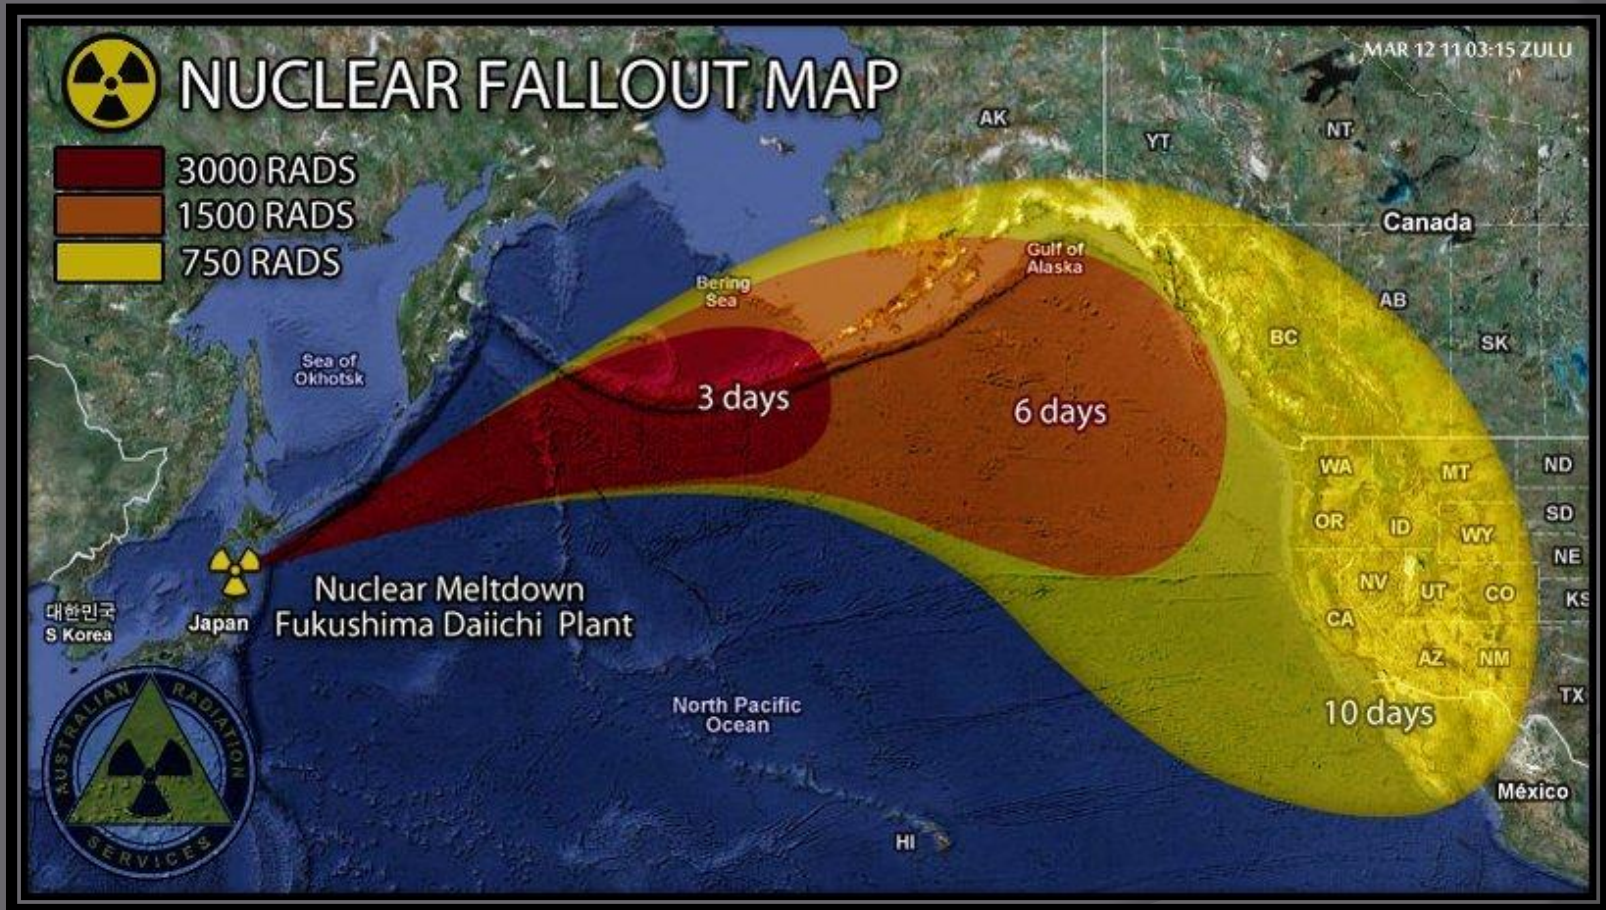 MAR 12 11 03:15 ZULU
NUCLEAR FALLOUT MAP
3000 RADS
1500 RADS
750 RADS
AK
YT
NT
Canada
Gulf of
Alaska
Bering
Sea
AB
BC
SK
Sea of
Okhotsk
3 days
6 days
WA
MT
ND
OR
ID
WY
SD
NE
NV
UT
CO
KS
CA
AZ
NM
TX
Nuclear Meltdown
Fukushima Daiichi Plant
대한민국
S Korea
Japan
North Pacific
Ocean
10 days
México
HI
AUSTRALIAN RADIATION
SERVICES